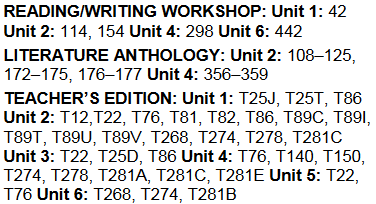 READING/WRITING WORKSHOP: Unit 1: 42
Unit 2: 114, 154 Unit 4: 298 Unit 6: 442
LITERATURE ANTHOLOGY: Unit 2: 108–125,
172–175, 176–177 Unit 4: 356–359
TEACHER’S EDITION: Unit 1: T25J, T25T, T86
Unit 2: T12,T22, T76, T81, T82, T86, T89C, T89I,
T89T, T89U, T89V, T268, T274, T278, T281C
Unit 3: T22, T25D, T86 Unit 4: T76, T140, T150,
T274, T278, T281A, T281C, T281E Unit 5: T22,
T76 Unit 6: T268, T274, T281B